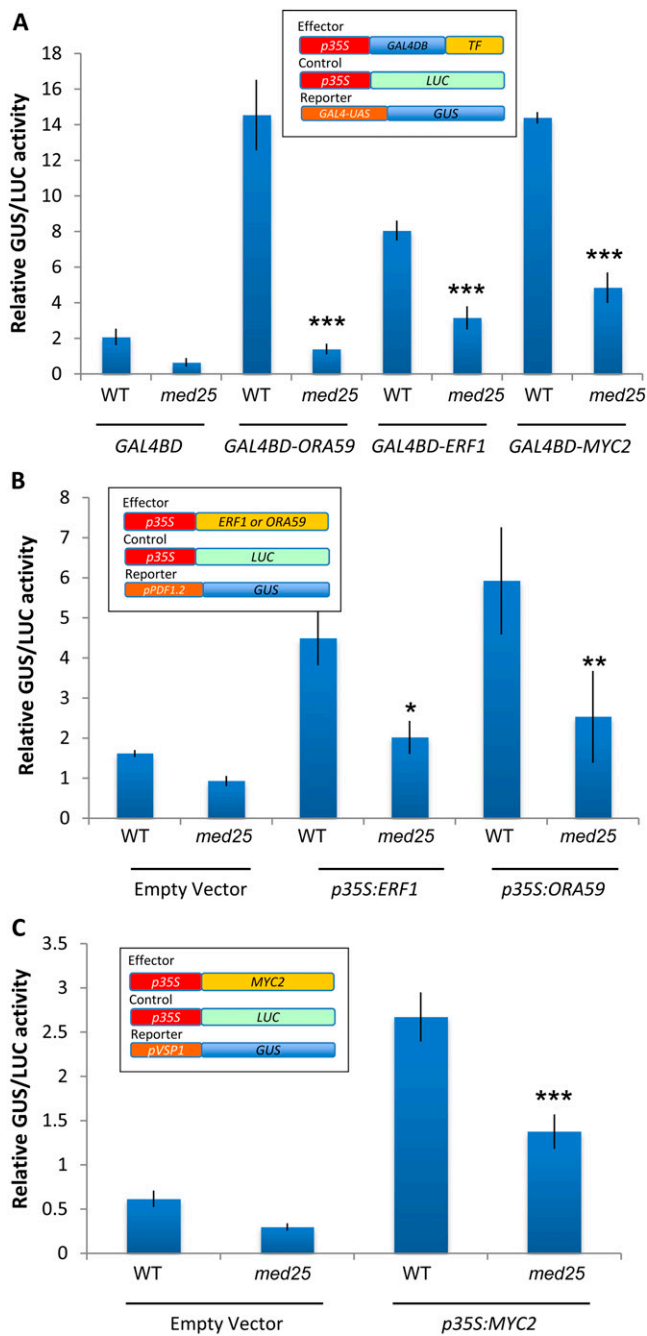 A
Effector
p35S GAL4DB TF
Control
p35S LUC
Reporter
GAL4-UAS GUS
Relative GUS/LUC activity
18
16
14
12
10
8
6
4
2
0
*** *** ***
WT med25 WT med25 WT med25 WT med25
GAL4BD GAL4BD-ORA59 GAL4BD-ERF1 GAL4BD-MYC2
B
Effector
p35S ERF1 or ORA59
Control
p35S LUC
Reporter
pPDF1.2 GUS
Relative GUS/LUC activity
8
7
6
5
4
3
2
1
0
* **
WT med25 WT med25 WT med25
Empty Vector p35S:ERF1 p35S:ORA59
C
Effector
p35S MYC2
Control
p35S LUC
Reporter
pVSP1 GUS
Relative GUS/LUC activity
3.5
3
2.5
2
1.5
1
0.5
0
***
WT med25 WT med25
Empty Vector p35S:MYC2